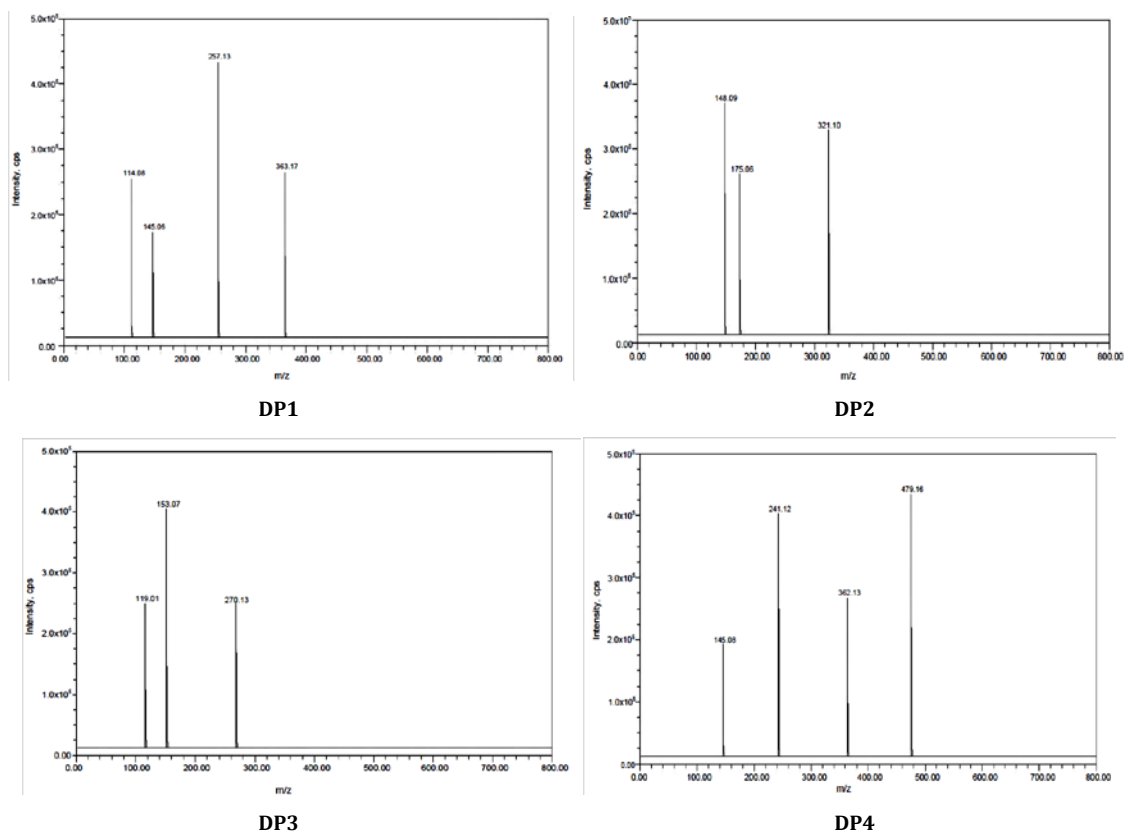 5.0x10⁶
257.13
4.0x10⁶
3.0x10⁶
363.17
114.08
2.0x10⁶
145.06
1.0x10⁶
0.00
Intensity, cps
0.00 100.00 200.00 300.00 400.00 500.00 600.00 700.00 800.00
m/z
DP1
5.0x10⁶
4.0x10⁶
148.09
321.10
3.0x10⁶
175.06
2.0x10⁶
1.0x10⁶
0.00
Intensity, cps
0.00 100.00 200.00 300.00 400.00 500.00 600.00 700.00 800.00
m/z
DP2
5.0x10⁶
153.07
4.0x10⁶
3.0x10⁶
119.01
270.13
2.0x10⁶
1.0x10⁶
0.00
Intensity, cps
0.00 100.00 200.00 300.00 400.00 500.00 600.00 700.00 800.00
m/z
DP3
5.0x10⁶
479.16
241.12
4.0x10⁶
3.0x10⁶
362.13
2.0x10⁶
145.08
1.0x10⁶
0.00
Intensity, cps
0.00 100.00 200.00 300.00 400.00 500.00 600.00 700.00 800.00
m/z
DP4